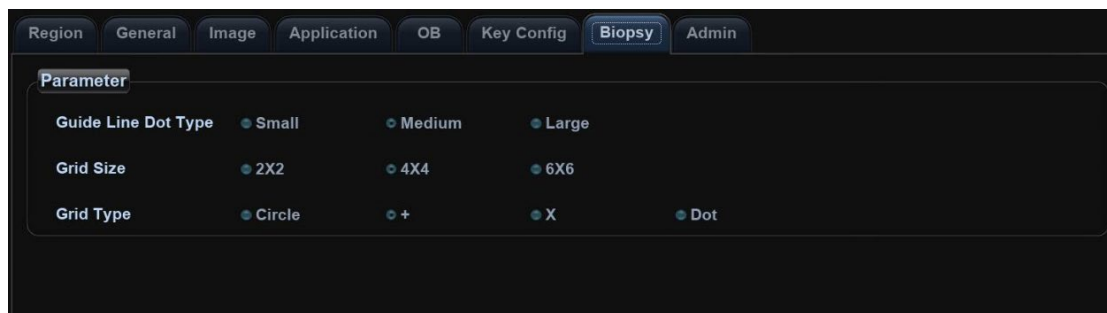 Region General Image Application OB Key Config Biopsy Admin
Parameter
Guide Line Dot Type Small Medium Large
Grid Size 2X2 4X4 6X6
Grid Type Circle + X Dot